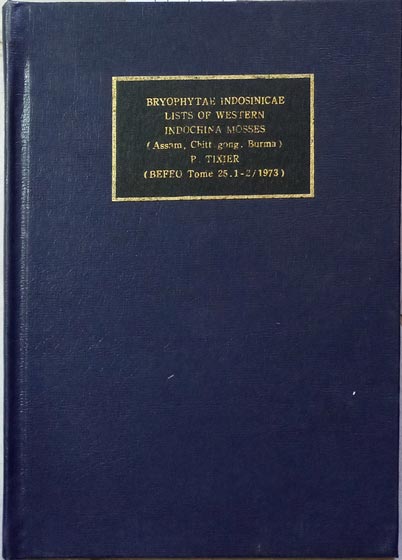 BRYOPHYTAE INDOSINICAE
LISTS OF WESTERN
INDOCHINA MOSSES
(Assam, Chittagong, Burma)
P. TIXIER
(BEFEO Tome 25.1-2/1973)